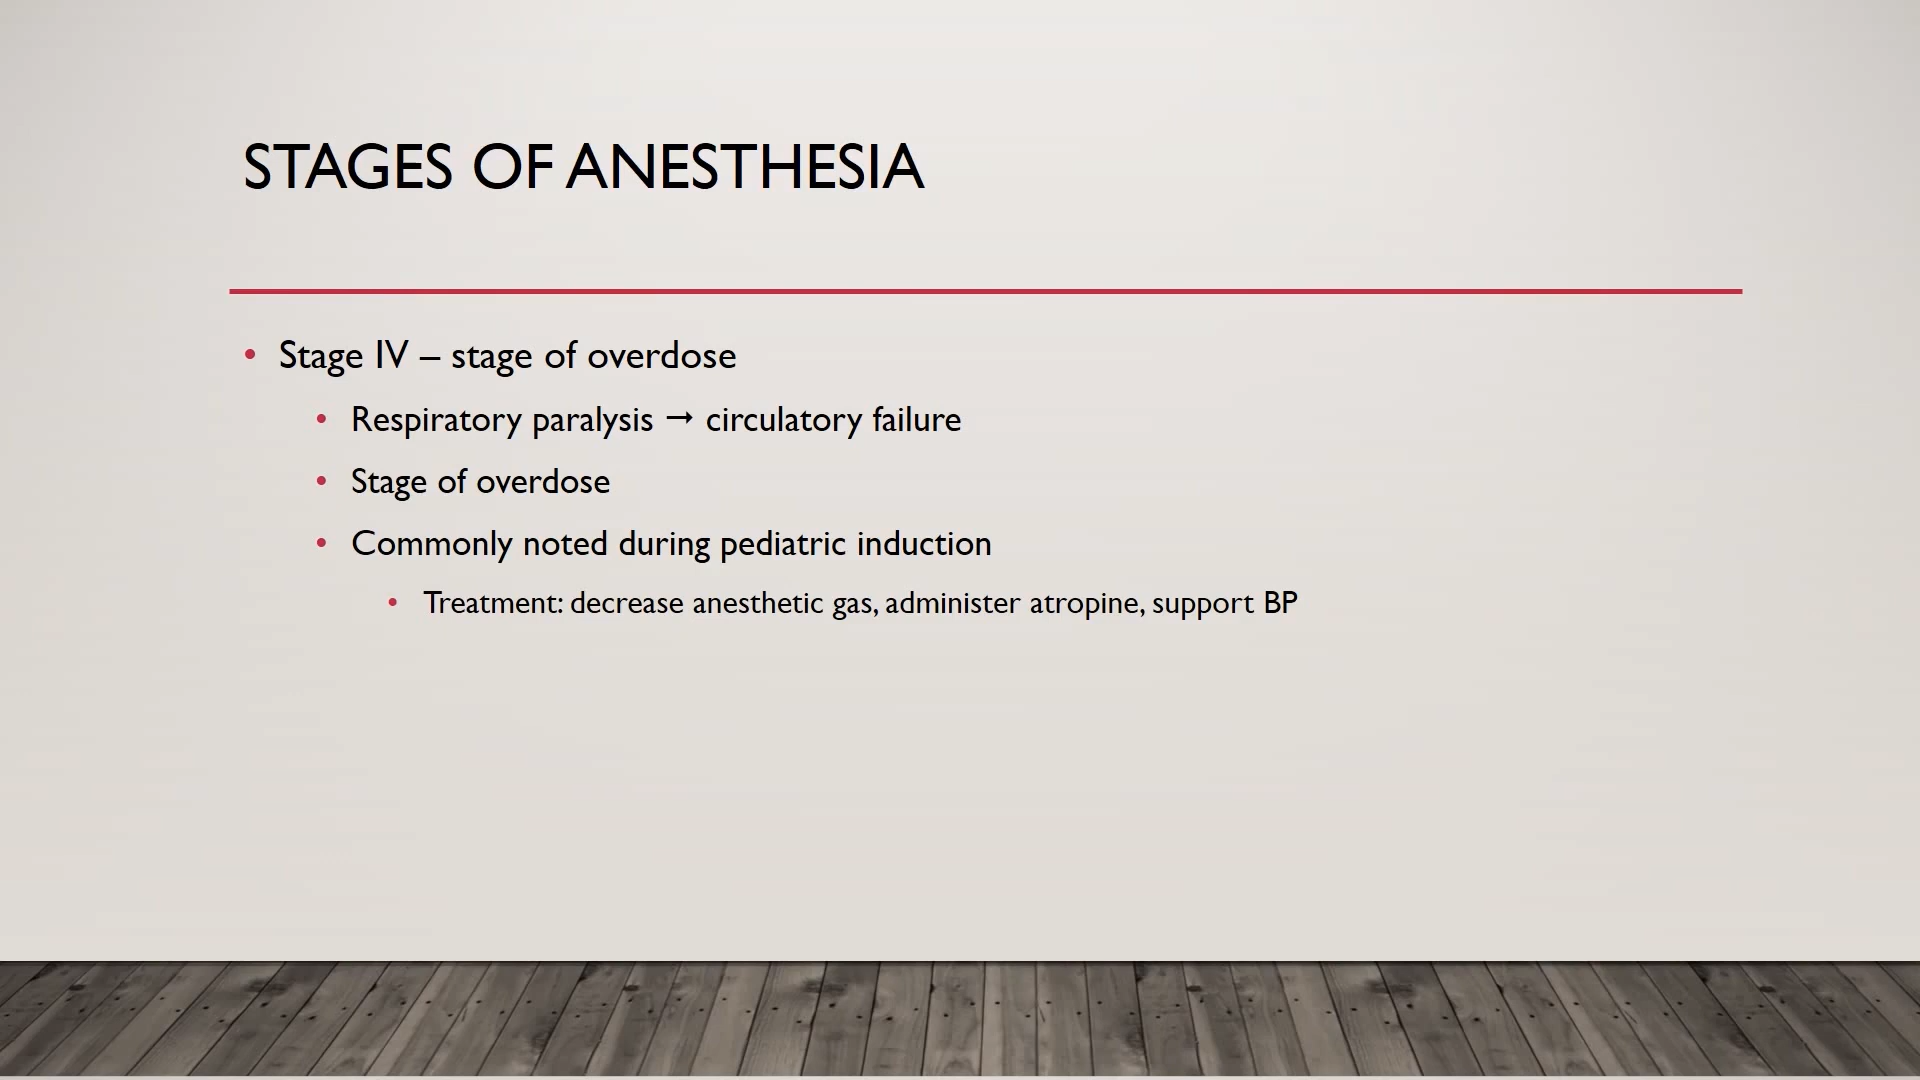 STAGES OF ANESTHESIA
• Stage IV – stage of overdose
• Respiratory paralysis → circulatory failure
• Stage of overdose
• Commonly noted during pediatric induction
• Treatment: decrease anesthetic gas, administer atropine, support BP